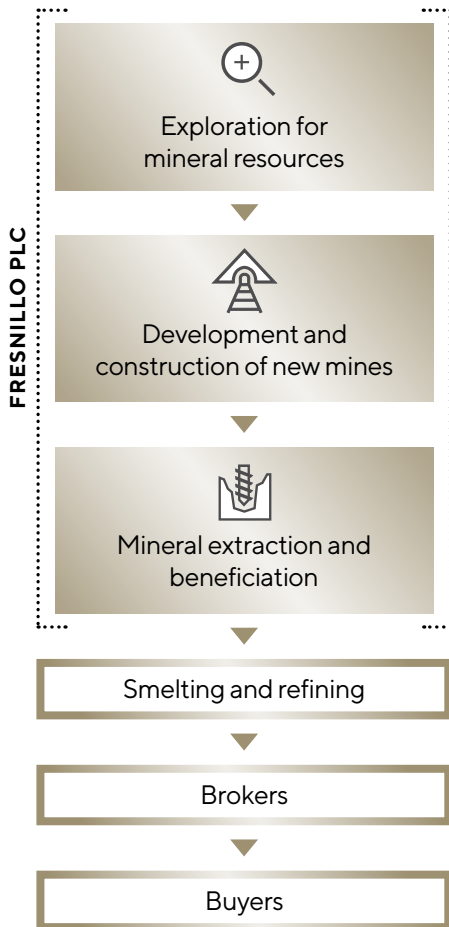 FRESNILLO PLC
Exploration for
mineral resources
Development and
construction of new mines
Mineral extraction and
beneficiation
Smelting and refining
Brokers
Buyers